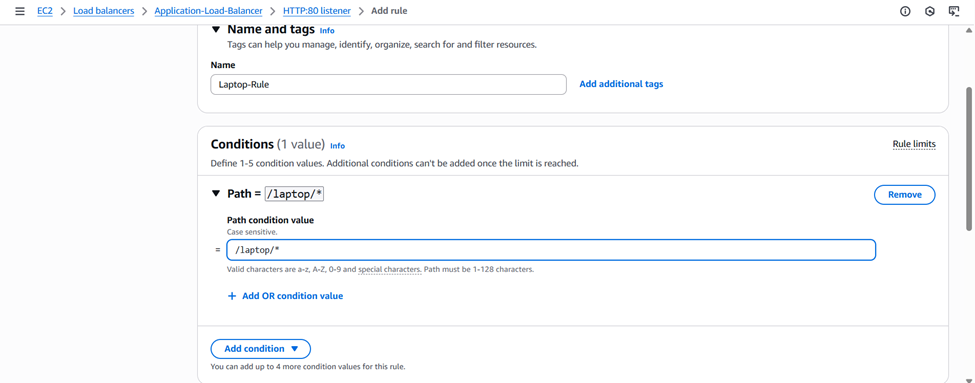 EC2 > Load balancers > Application-Load-Balancer > HTTP:80 listener > Add rule
Name and tags Info
Tags can help you manage, identify, organize, search for and filter resources.
Name
Laptop-Rule
Add additional tags
Conditions (1 value) Info
Rule limits
Define 1-5 condition values. Additional conditions can't be added once the limit is reached.
Path = /laptop/*
Remove
Path condition value
Case sensitive.
= /laptop/*
Valid characters are a-z, A-Z, 0-9 and special characters. Path must be 1-128 characters.
+ Add OR condition value
Add condition
You can add up to 4 more condition values for this rule.